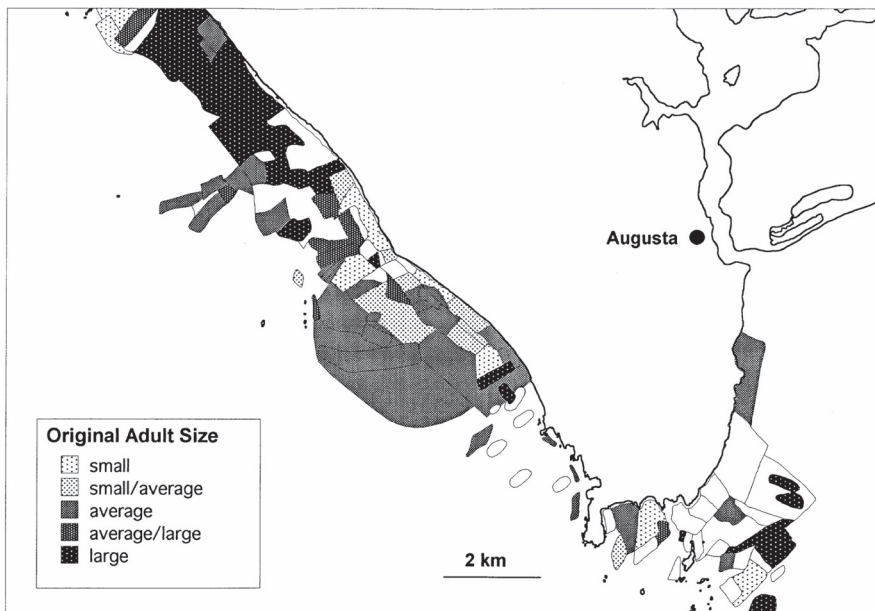 Augusta
Original Adult Size
small
small/average
average
average/large
large
2 km